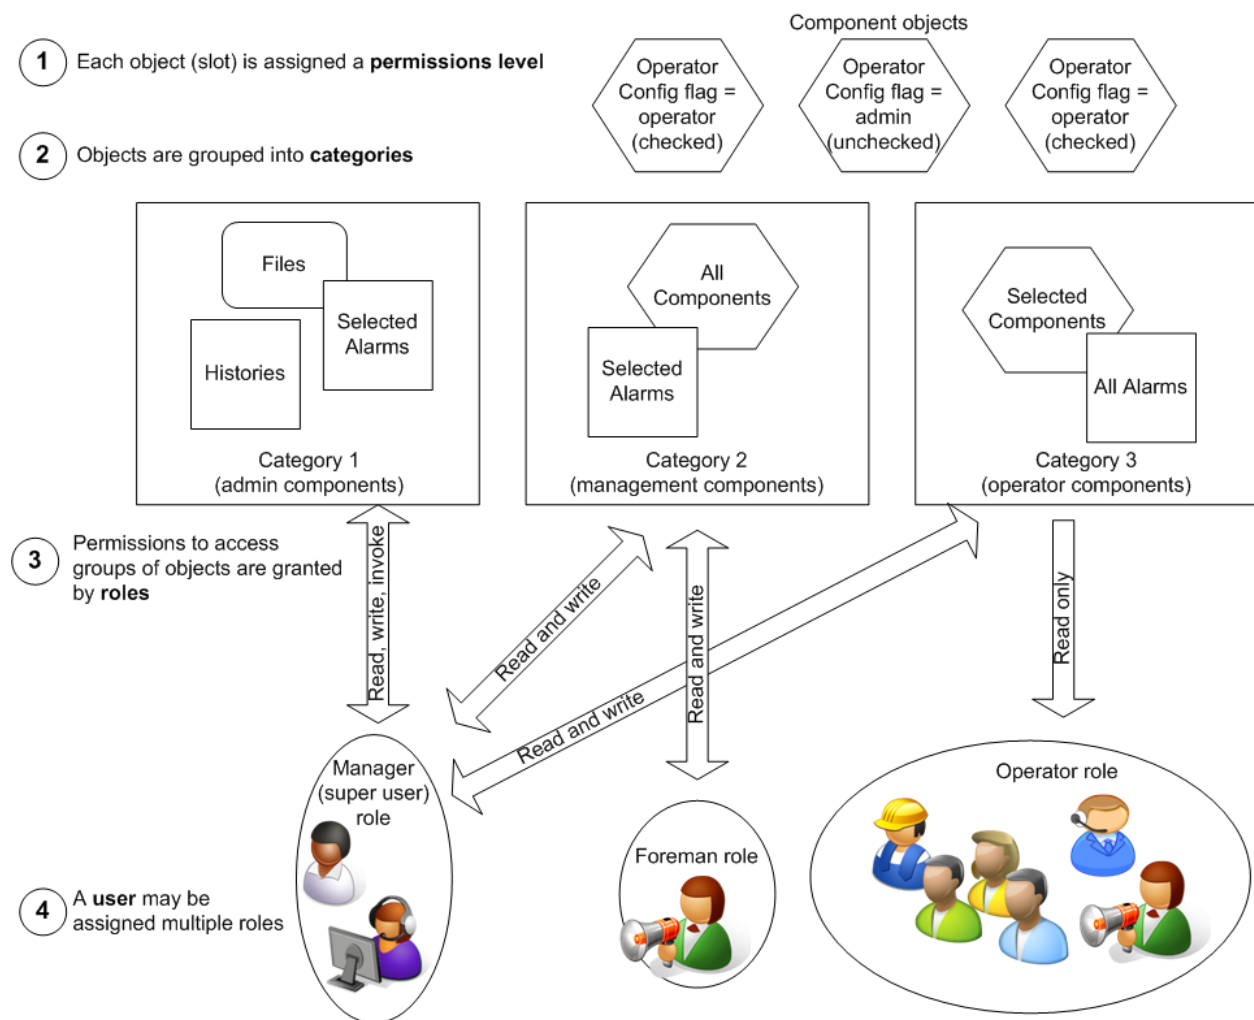 Component objects
1 Each object (slot) is assigned a permissions level
Operator
Config flag =
operator
(checked)
Operator
Config flag =
admin
(unchecked)
Operator
Config flag =
operator
(checked)
2 Objects are grouped into categories
Files
Selected
Alarms
Histories
Category 1
(admin components)
All
Components
Selected
Alarms
Category 2
(management components)
Selected
Components
All Alarms
Category 3
(operator components)
3 Permissions to access
groups of objects are granted
by roles
Read, write, invoke
Read and write
Read and write
Read and write
Read only
Manager
(super user)
role
Foreman role
Operator role
4 A user may be
assigned multiple roles